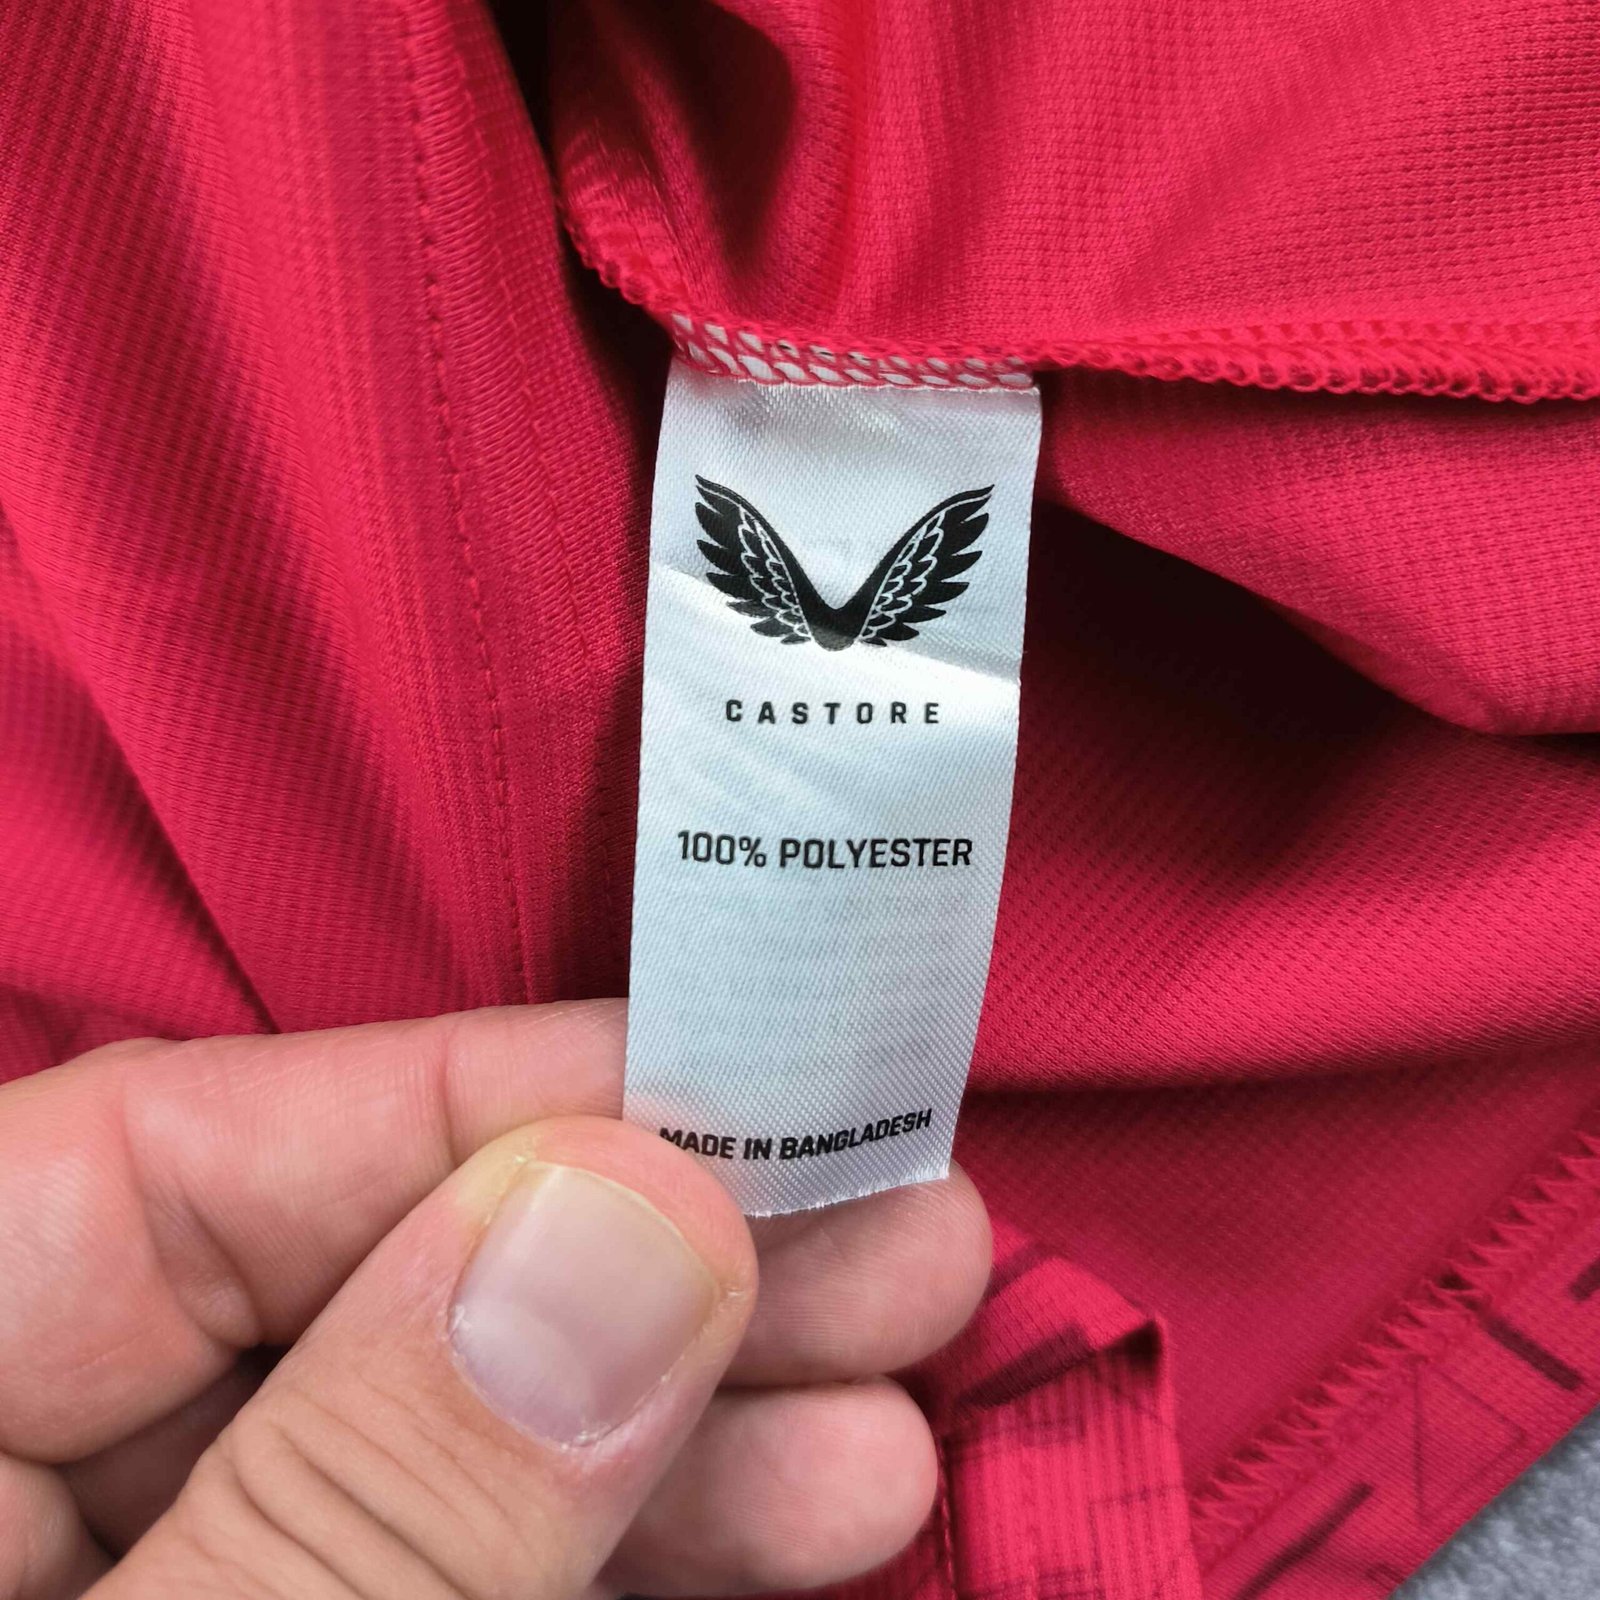 CASTORE
100% POLYESTER
MADE IN BANGLADESH